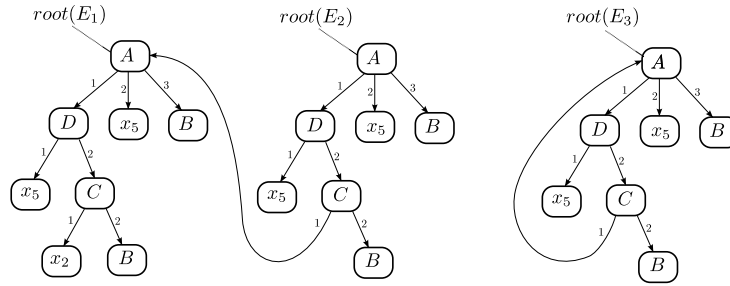 root(E₁) root(E₂) root(E₃)
A A A
1 2 3 1 2 3 1 2 3
D x₅ B D x₅ B D x₅ B
1 2 1 2 1 2
x₅ C x₅ C x₅ C
1 2 1 2 1 2
x₂ B B B